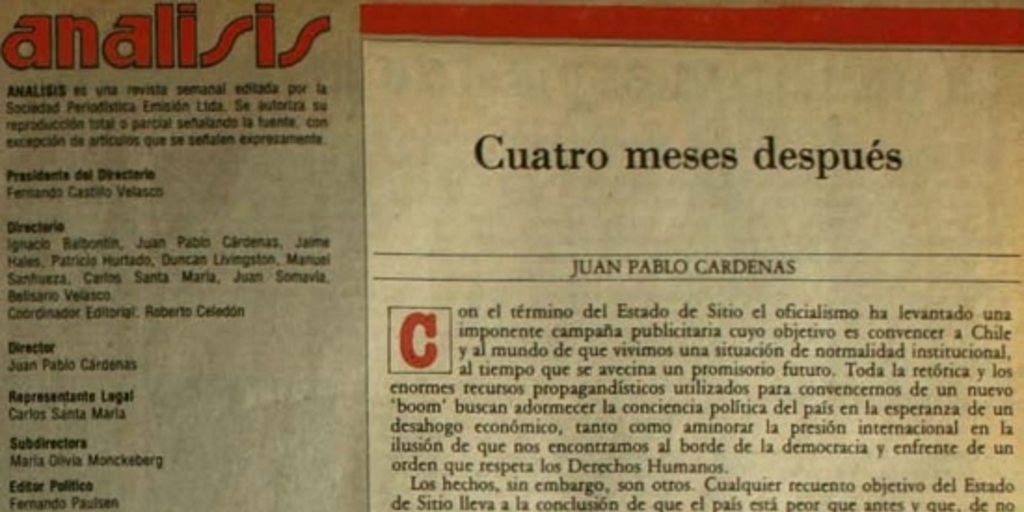 analisis
ANALISIS es una revista semanal editada por la
Sociedad Periodística Emisión Ltda. Se autoriza su
reproducción total o parcial señalando la fuente, con
excepción de artículos que se señalen expresamente.
Presidente del Directorio
Fernando Castillo Velasco
Directorio
Ignacio Balbontín, Juan Pablo Cárdenas, Jaime
Hales, Patricio Hurtado, Duncan Livingston, Manuel
Sanhueza, Carlos Santa María, Juan Somavía,
Belisario Velasco.
Coordinador Editorial: Roberto Celedón
Director
Juan Pablo Cárdenas
Representante Legal
Carlos Santa María
Subdirectora
María Olivia Monckeberg
Editor Político
Fernando Paulsen
Cuatro meses después
JUAN PABLO CARDENAS
Con el término del Estado de Sitio el oficialismo ha levantado una
imponente campaña publicitaria cuyo objetivo es convencer a Chile
y al mundo de que vivimos una situación de normalidad institucional,
al tiempo que se avecina un promisorio futuro. Toda la retórica y los
enormes recursos propagandísticos utilizados para convencernos de un nuevo
'boom' buscan adormecer la conciencia política del país en la esperanza de un
desahogo económico, tanto como aminorar la presión internacional en la
ilusión de que nos encontramos al borde de la democracia y enfrente de un
orden que respeta los Derechos Humanos.
Los hechos, sin embargo, son otros. Cualquier recuento objetivo del Estado
de Sitio lleva a la conclusión de que el país está peor que antes y que, de no